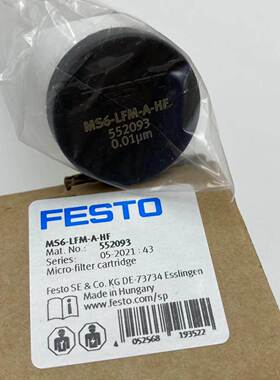 MS6-LFM-A-HF
552093
0.01µm
FESTO
MS6-LFM-A-HF
Mat. No.: 552093
Series: 05.2021 : 43
Micro-filter cartridge
Festo SE & Co. KG DE-73734 Esslingen
Made in Hungary
www.festo.com/sp
4 052568 193522